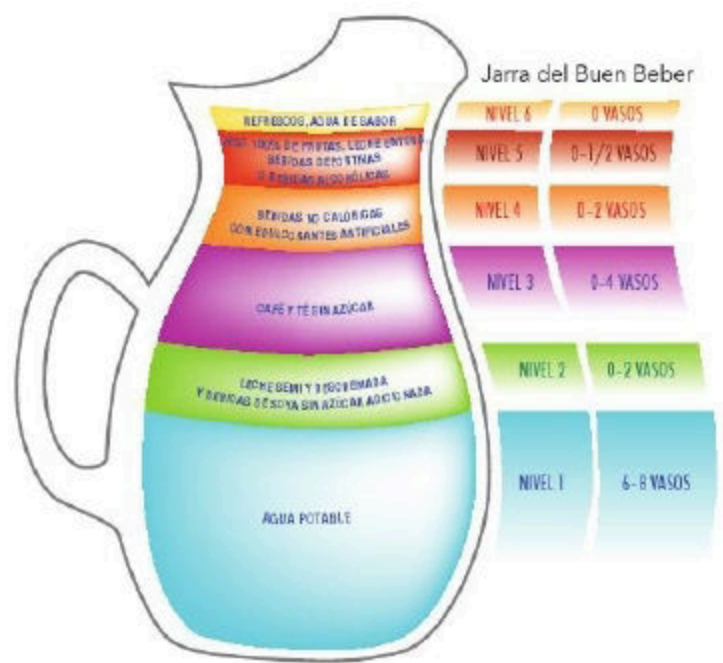 Jarra del Buen Beber
REFRESCOS, AGUA DE SABOR
NIVEL 6
0 VASOS
100% DE FRUTAS, LECHE ENTERA,
BEBIDAS DEPORTIVAS
O BEBIDAS ALCOHÓLICAS
NIVEL 5
0-1/2 VASOS
BEBIDAS NO CALÓRICAS
CON EDULCOSANTES ARTIFICIALES
NIVEL 4
0-2 VASOS
CAFÉ Y TÉ SIN AZÚCAR
NIVEL 3
0-4 VASOS
LECHE SEMI Y DESCREMADA
Y BEBIDAS DE SOYA SIN AZÚCAR ADICIONADA
NIVEL 2
0-2 VASOS
AGUA POTABLE
NIVEL 1
6-8 VASOS